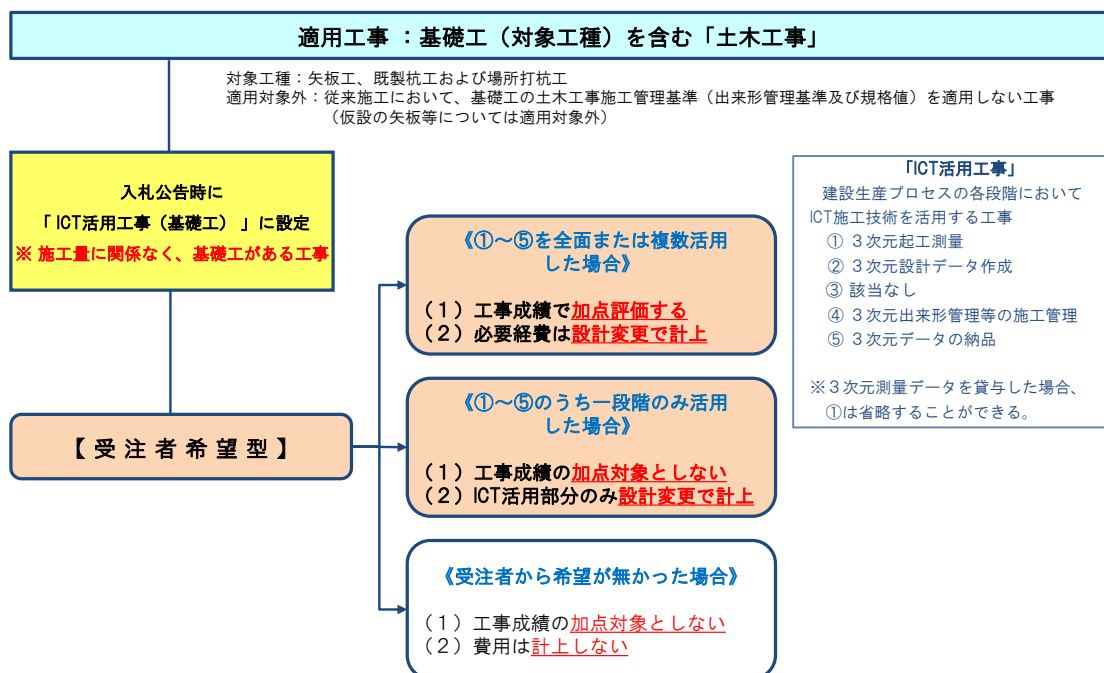 適用工事 ：基礎工（対象工種）を含む「土木工事」
対象工種：矢板工、既製杭工および場所打杭工
適用対象外：従来施工において、基礎工の土木工事施工管理基準（出来形管理基準及び規格値）を適用しない工事
（仮設の矢板等については適用対象外）
入札公告時に
「 ICT活用工事（基礎工） 」に設定
※ 施工量に関係なく、基礎工がある工事
【 受 注 者 希 望 型 】
《①～⑤を全面または複数活用
した場合》
（１）工事成績で加点評価する
（２）必要経費は設計変更で計上
《①～⑤のうち一段階のみ活用
した場合》
（１）工事成績の加点対象としない
（２）ICT活用部分のみ設計変更で計上
《受注者から希望が無かった場合》
（１）工事成績の加点対象としない
（２）費用は計上しない
「ICT活用工事」
建設生産プロセスの各段階において
ICT施工技術を活用する工事
① ３次元起工測量
② ３次元設計データ作成
③ 該当なし
④ ３次元出来形管理等の施工管理
⑤ ３次元データの納品
※３次元測量データを貸与した場合、
①は省略することができる。